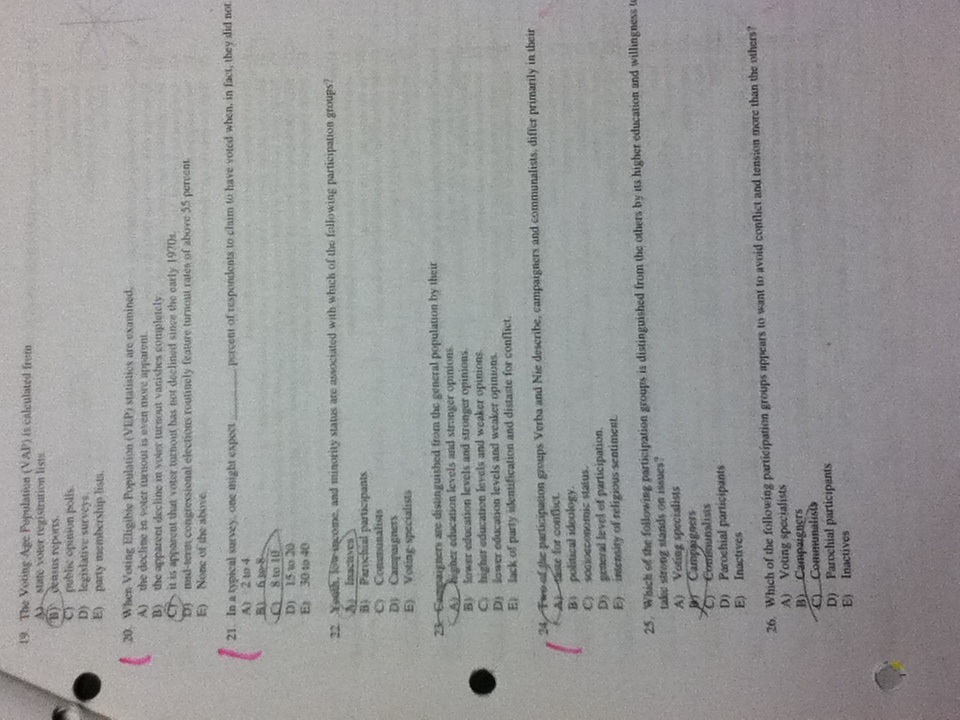 19. The Voting Age Population (VAP) is calculated from
A) state voter registration lists.
B) census reports.
C) public opinion polls.
D) legislative surveys.
E) party membership lists.
20. When Voting Eligible Population (VEP) statistics are examined,
A) the decline in voter turnout is even more apparent.
B) the apparent decline in voter turnout vanishes completely.
C) it is apparent that voter turnout has not declined since the early 1970s.
D) mid-term congressional elections routinely feature turnout rates of above 55 percent.
E) None of the above.
21. In a typical survey, one might expect ________ percent of respondents to claim to have voted when, in fact, they did not.
A) 2 to 4
B) 6 to 8
C) 8 to 10
D) 15 to 20
E) 30 to 40
22. Youth, low-income, and minority status are associated with which of the following participation groups?
A) Inactives
B) Parochial participants
C) Communalists
D) Campaigners
E) Voting-specialists
23. Campaigners are distinguished from the general population by their
A) higher education levels and stronger opinions.
B) lower education levels and stronger opinions.
C) higher education levels and weaker opinions.
D) lower education levels and weaker opinions.
E) lack of party identification and distaste for conflict.
24. Two of the participation groups Verba and Nie describe, campaigners and communalists, differ primarily in their
A) taste for conflict.
B) political ideology.
C) socioeconomic status.
D) general level of participation.
E) intensity of religious sentiment.
25. Which of the following participation groups is distinguished from the others by its higher education and willingness to
take strong stands on issues?
A) Voting specialists
B) Campaigners
C) Communalists
D) Parochial participants
E) Inactives
26. Which of the following participation groups appears to want to avoid conflict and tension more than the others?
A) Voting specialists
B) Campaigners
C) Communalists
D) Parochial participants
E) Inactives